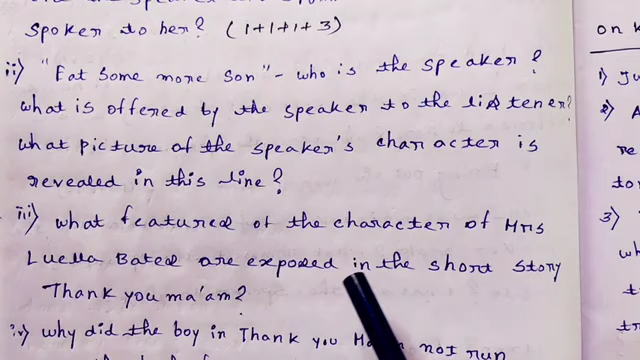 Spoken to her? (1+1+1+3)
ii) "Eat some more son" - who is the speaker?
what is offered by the speaker to the listener?
what picture of the speaker's character is
revealed in this line?
iii) what features of the character of Mrs
Luella Bates are exposed in the short story
Thank you ma'am?
iv) why did the boy in Thank you Ma'am not run
on
1)
2) A
re
to
3)
wh
t
t